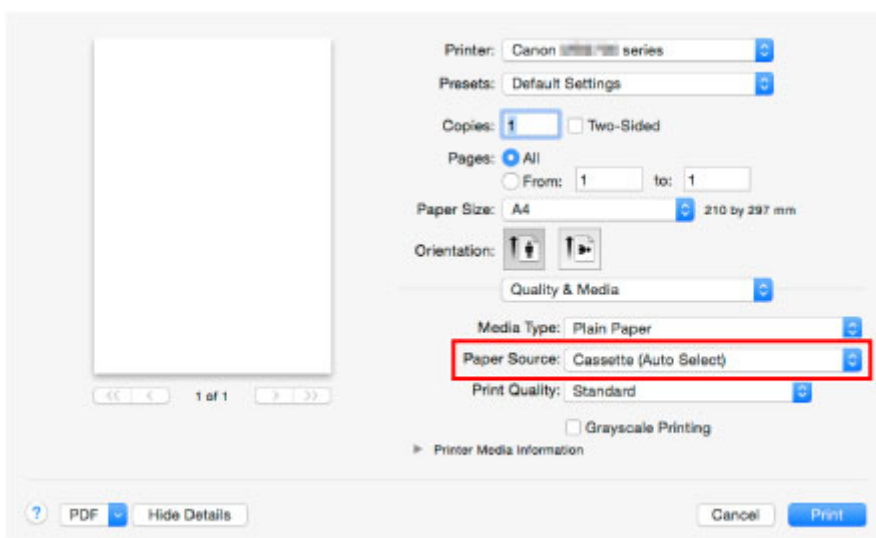 Printer: Canon series
Presets: Default Settings
Copies: 1 Two-Sided
Pages: All
From: 1 to: 1
Paper Size: A4 210 by 297 mm
Orientation:
Quality & Media
Media Type: Plain Paper
Paper Source: Cassette (Auto Select)
Print Quality: Standard
1 of 1
Grayscale Printing
Printer Media Information
? PDF Hide Details Cancel Print